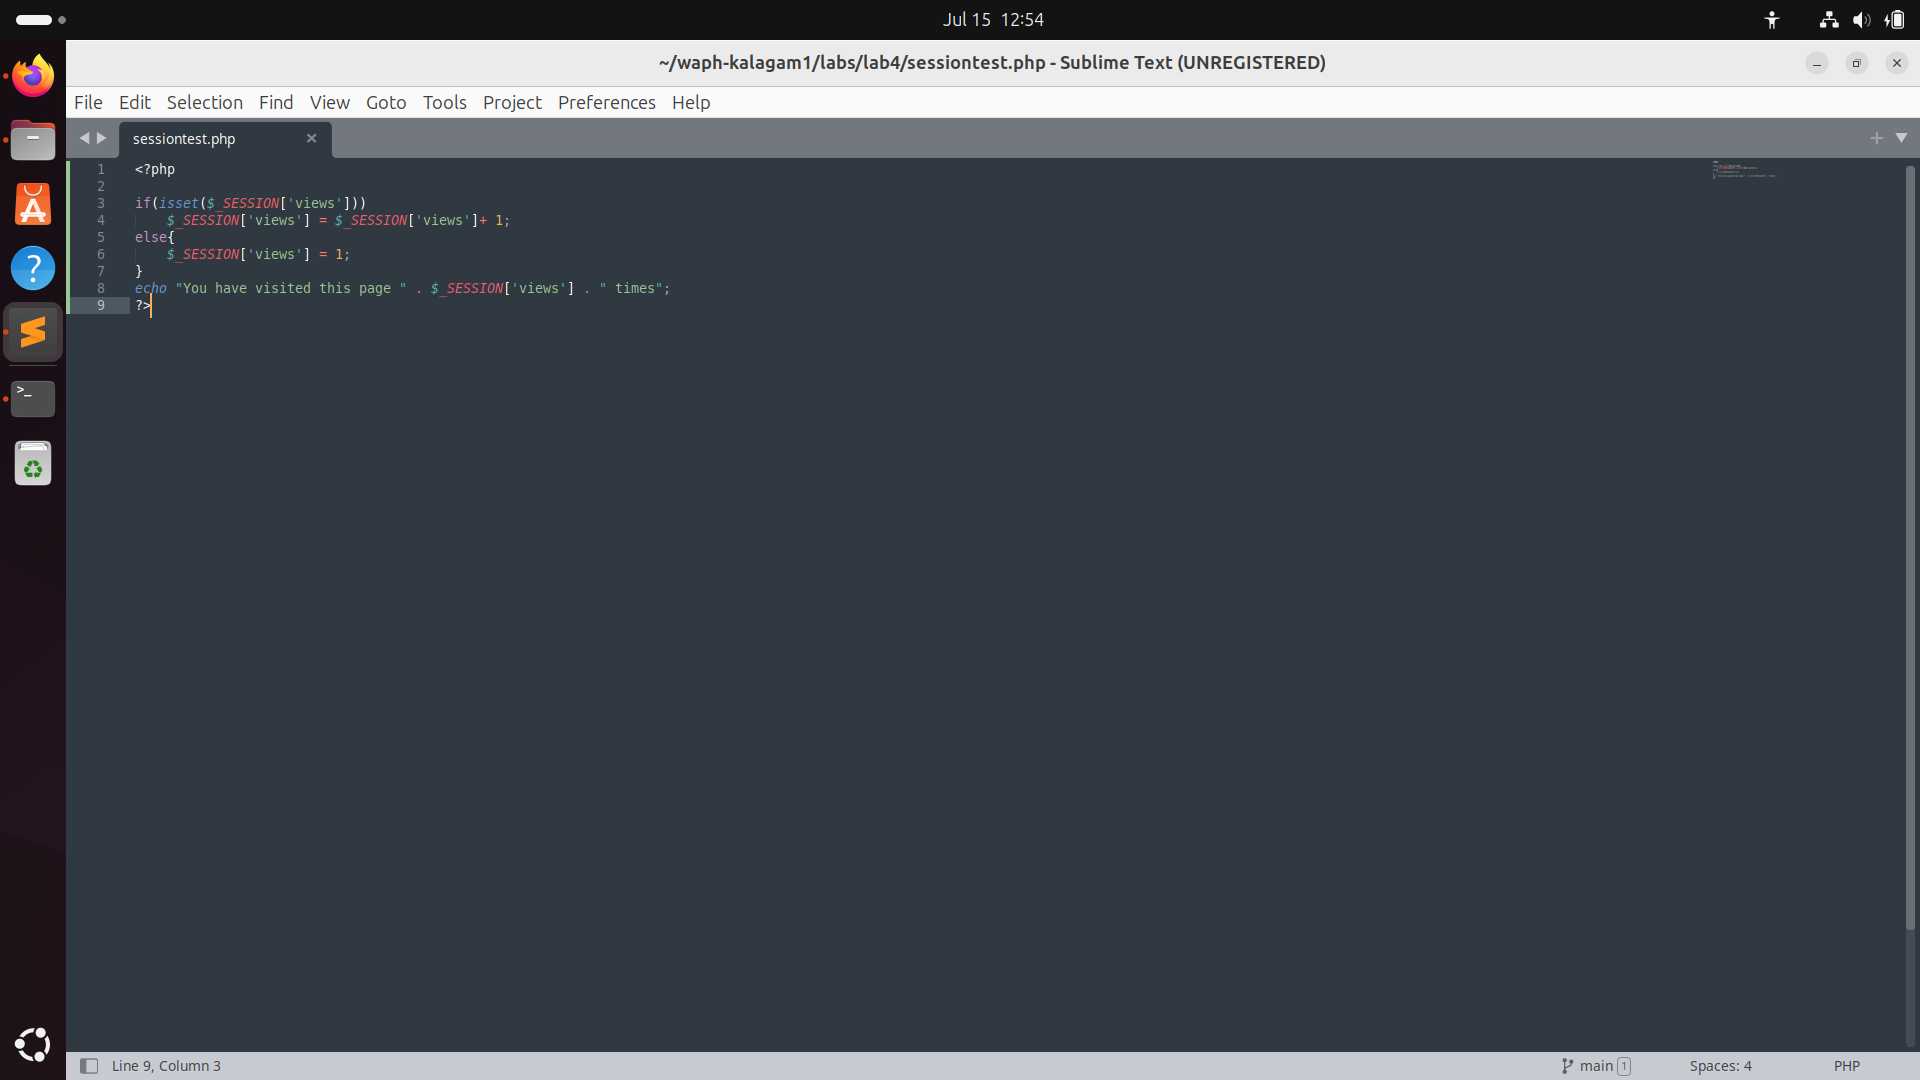 Jul 15 12:54
~/waph-kalagam1/labs/lab4/sessiontest.php - Sublime Text (UNREGISTERED)
File Edit Selection Find View Goto Tools Project Preferences Help
sessiontest.php
1 <?php
2
3 if(isset($_SESSION['views']))
4     $_SESSION['views'] = $_SESSION['views']+ 1;
5 else{
6     $_SESSION['views'] = 1;
7 }
8 echo "You have visited this page " . $_SESSION['views'] . " times";
9 ?>
Line 9, Column 3 main 1 Spaces: 4 PHP